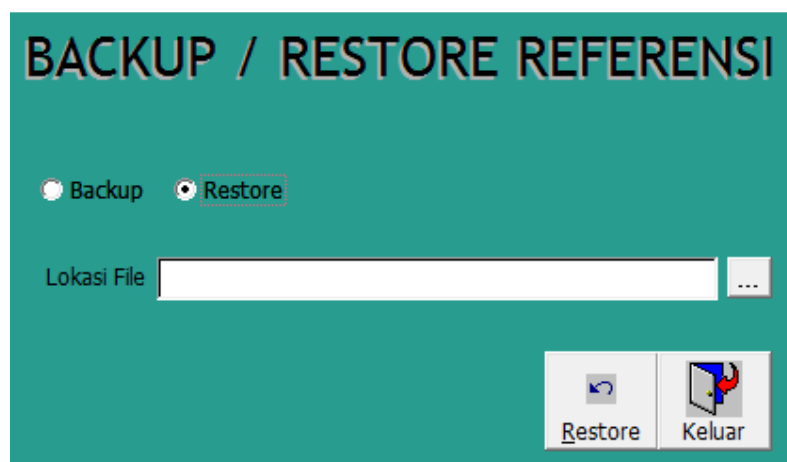 BACKUP / RESTORE REFERENSI
Backup Restore
Lokasi File ...
Restore Keluar